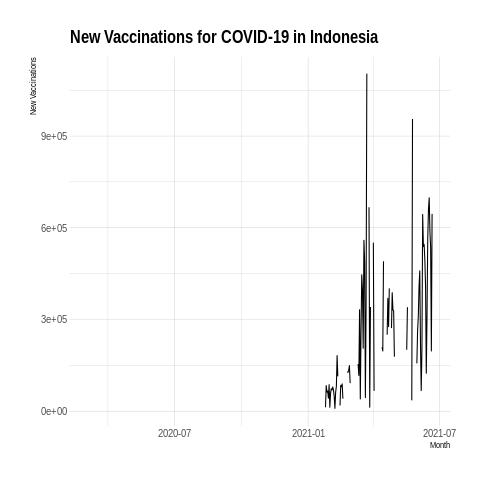 New Vaccinations for COVID-19 in Indonesia
New Vaccinations
9e+05
6e+05
3e+05
0e+00
2020-07
2021-01
2021-07
Month